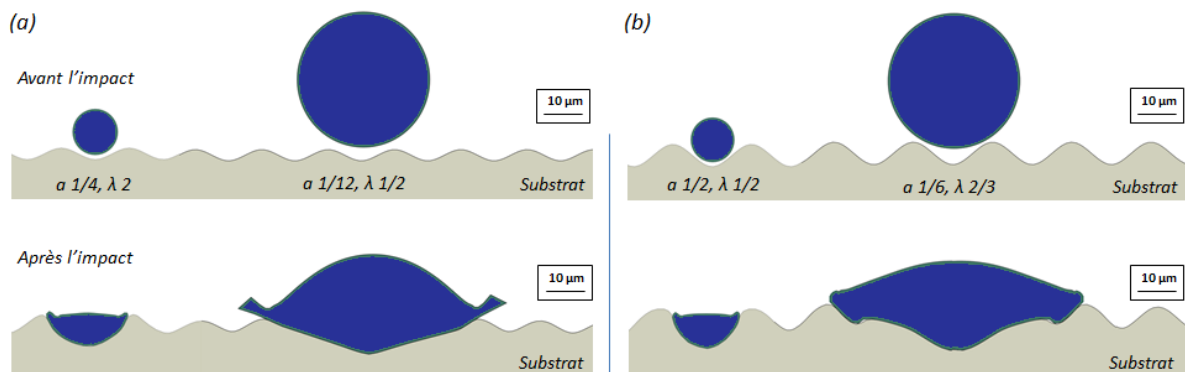 (a)
Avant l'impact
10 µm
a 1/4, λ 2
a 1/12, λ 1/2
Substrat
Après l'impact
10 µm
Substrat
(b)
10 µm
a 1/2, λ 1/2
a 1/6, λ 2/3
Substrat
10 µm
Substrat